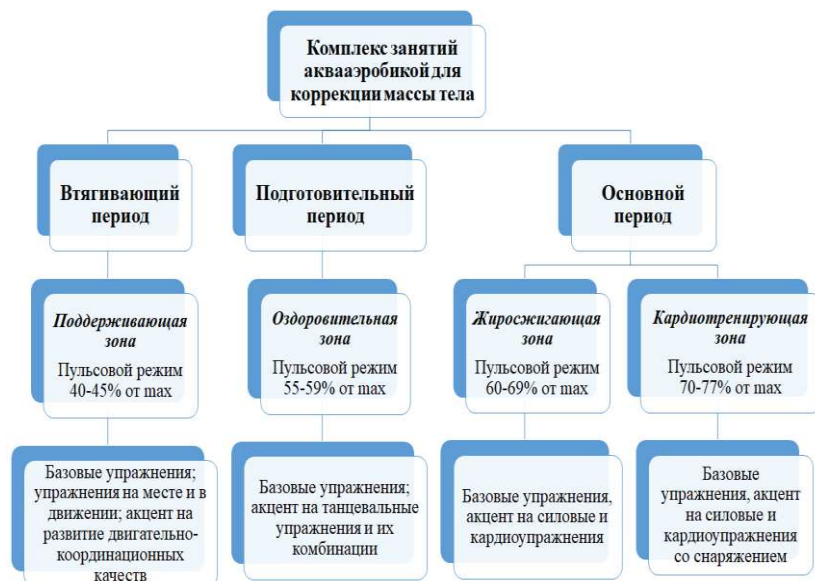 Комплекс занятий
аквааэробикой для
коррекции массы тела
Втягивающий
период
Подготовительный
период
Основной
период
Поддерживающая
зона
Пульсовой режим
40-45% от max
Оздоровительная
зона
Пульсовой режим
55-59% от max
Жиросжигающая
зона
Пульсовой режим
60-69% от max
Кардиотренирующая
зона
Пульсовой режим
70-77% от max
Базовые упражнения;
упражнения на месте и в
движении; акцент на
развитие двигательно-
координационных
качеств
Базовые упражнения;
акцент на танцевальные
упражнения и их
комбинации
Базовые упражнения,
акцент на силовые и
кардиоупражнения
Базовые
упражнения, акцент
на силовые и
кардиоупражнения
со снаряжением